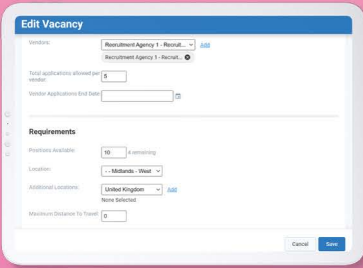 Edit Vacancy
Vendors:
Recruitment Agency 1 - Recruit... Add
Recruitment Agency 1 - Recruit...
Total applications allowed per vendor: 5
Vendor Applications End Date:
Requirements
Positions Available: 10 4 remaining
Location: - - Midlands - West
Additional Locations: United Kingdom Add
None Selected
Maximum Distance To Travel 0
Cancel Save